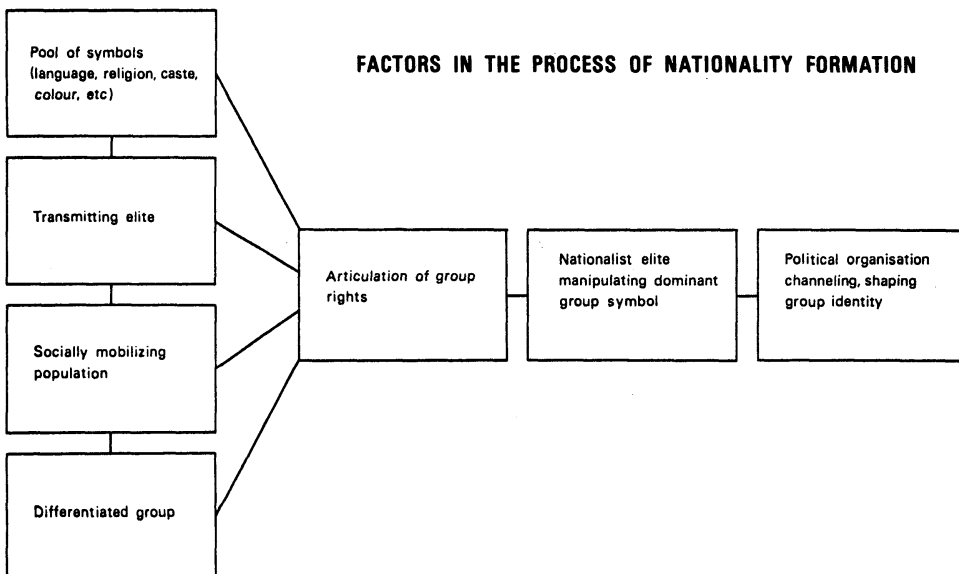 FACTORS IN THE PROCESS OF NATIONALITY FORMATION
Pool of symbols
(language, religion, caste,
colour, etc)
Transmitting elite
Socially mobilizing
population
Differentiated group
Articulation of group
rights
Nationalist elite
manipulating dominant
group symbol
Political organisation
channeling, shaping
group identity